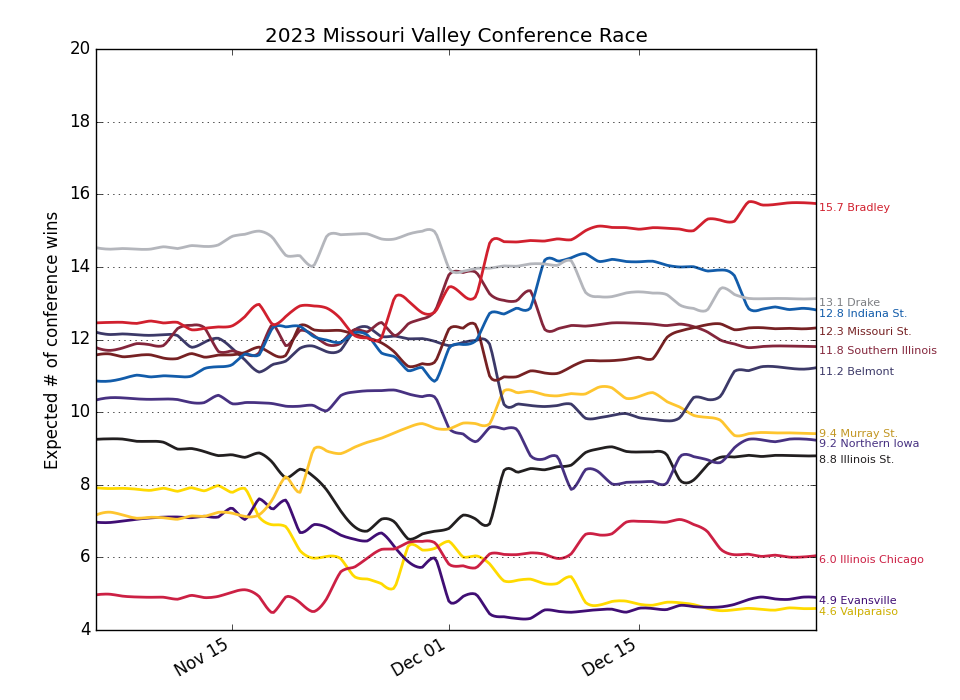 2023 Missouri Valley Conference Race
Expected # of conference wins
20
18
16
14
12
10
8
6
4
15.7 Bradley
13.1 Drake
12.8 Indiana St.
12.3 Missouri St.
11.8 Southern Illinois
11.2 Belmont
9.4 Murray St.
9.2 Northern Iowa
8.8 Illinois St.
6.0 Illinois Chicago
4.9 Evansville
4.6 Valparaiso
Nov 15
Dec 01
Dec 15